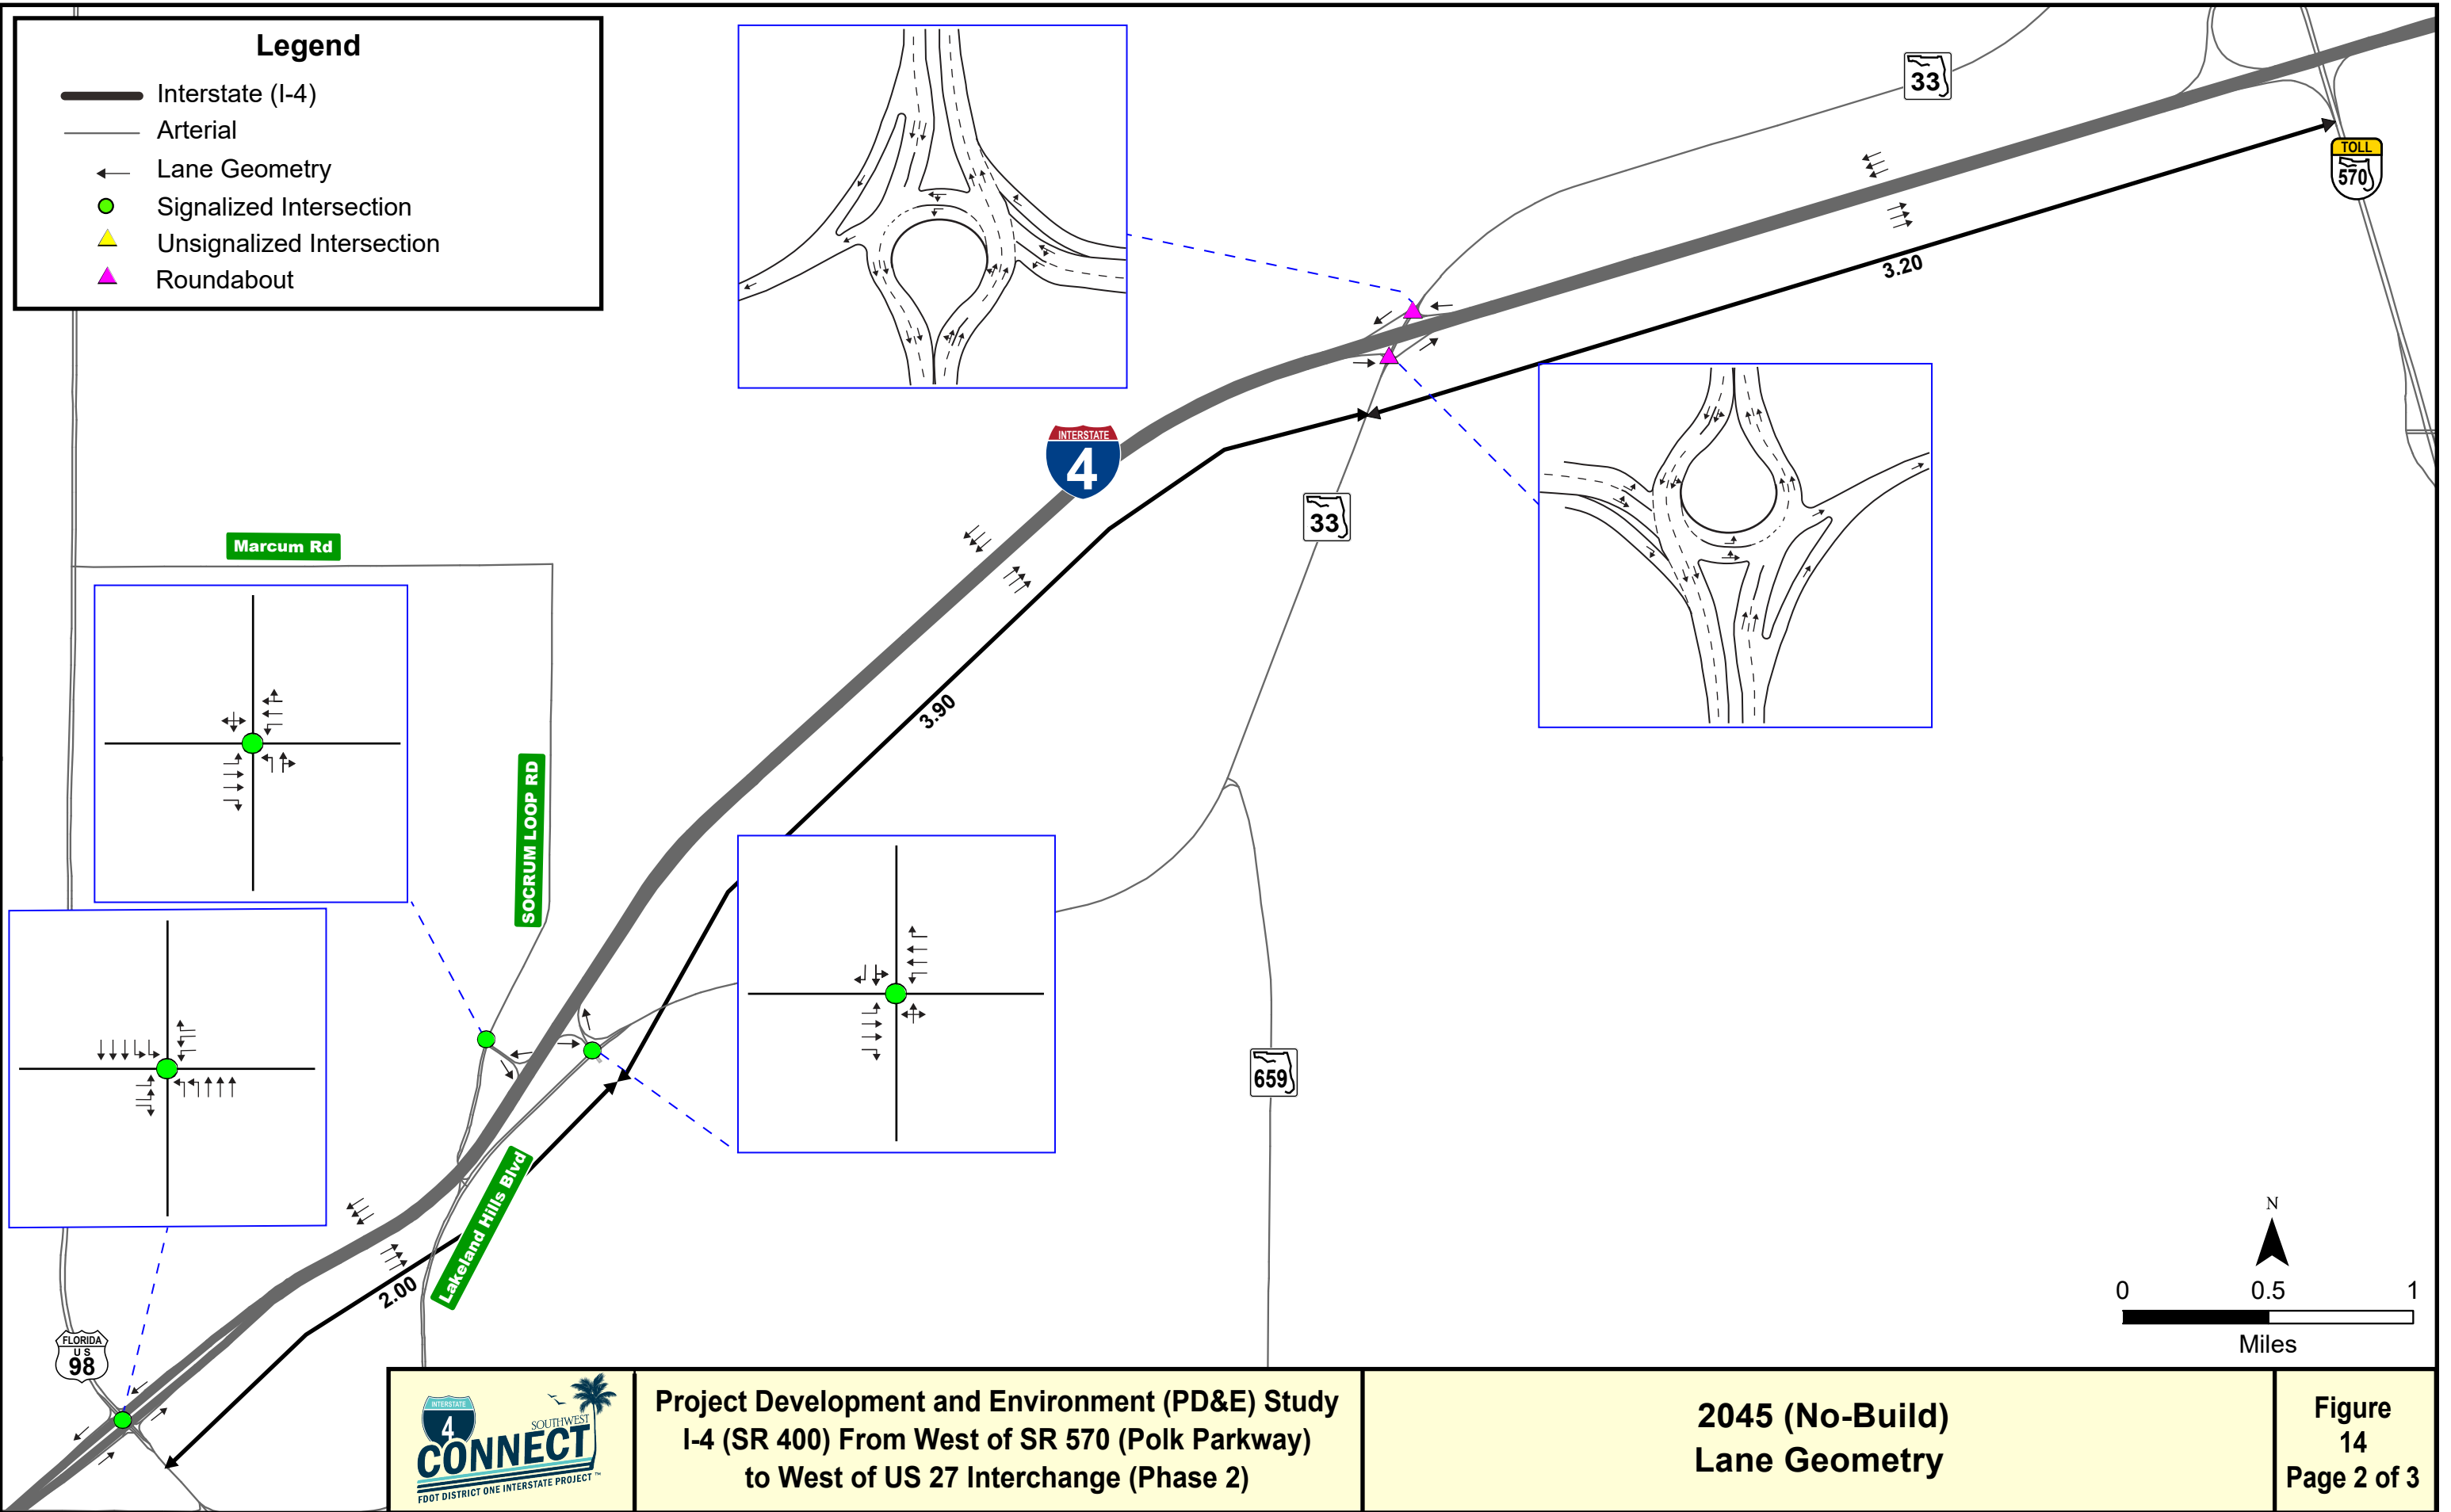 Legend
Interstate (I-4)
Arterial
Lane Geometry
Signalized Intersection
Unsignalized Intersection
Roundabout
33
TOLL
570
3.20
INTERSTATE
4
33
Marcum Rd
3.90
SOCRUM LOOP RD
659
Lakeland Hills Blvd
2.00
FLORIDA
US
98
N
0 0.5 1
Miles
INTERSTATE
4
SOUTHWEST
CONNECT™
FDOT DISTRICT ONE INTERSTATE PROJECT
Project Development and Environment (PD&E) Study
I-4 (SR 400) From West of SR 570 (Polk Parkway)
to West of US 27 Interchange (Phase 2)
2045 (No-Build)
Lane Geometry
Figure
14
Page 2 of 3